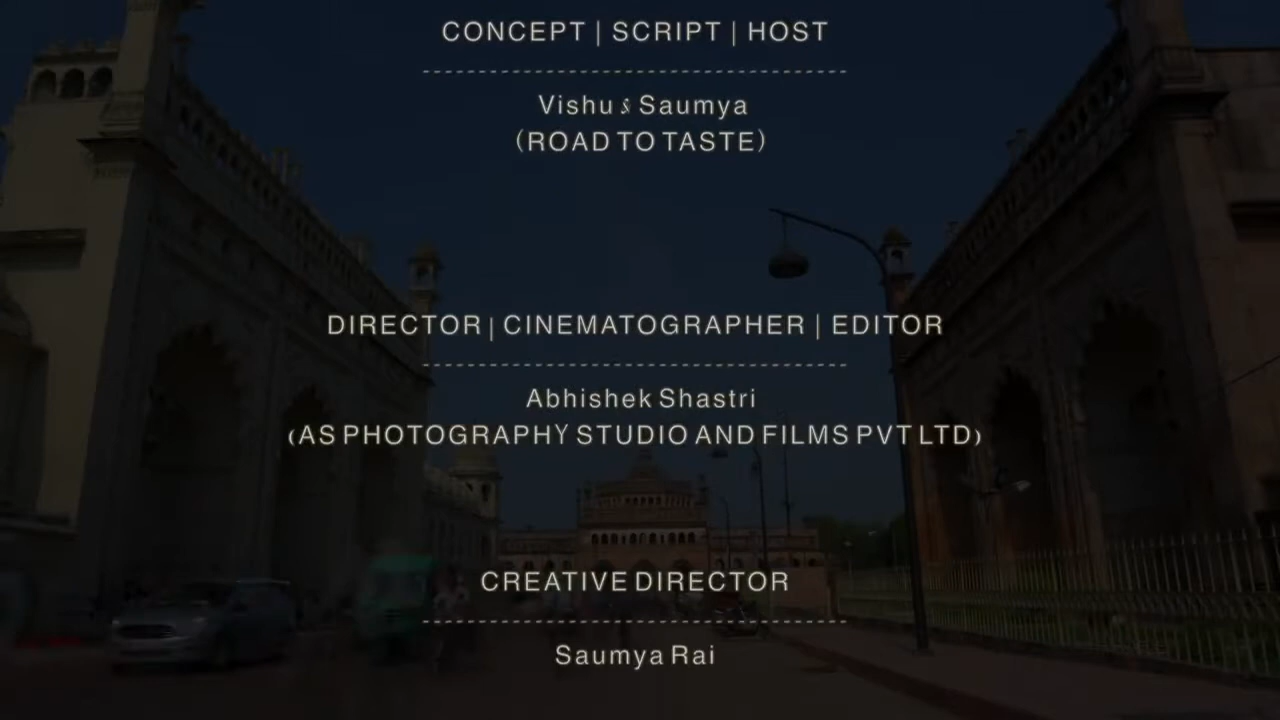 CONCEPT | SCRIPT | HOST
Vishu & Saumya
(ROAD TO TASTE)
DIRECTOR | CINEMATOGRAPHER | EDITOR
Abhishek Shastri
(AS PHOTOGRAPHY STUDIO AND FILMS PVT LTD)
CREATIVE DIRECTOR
Saumya Rai